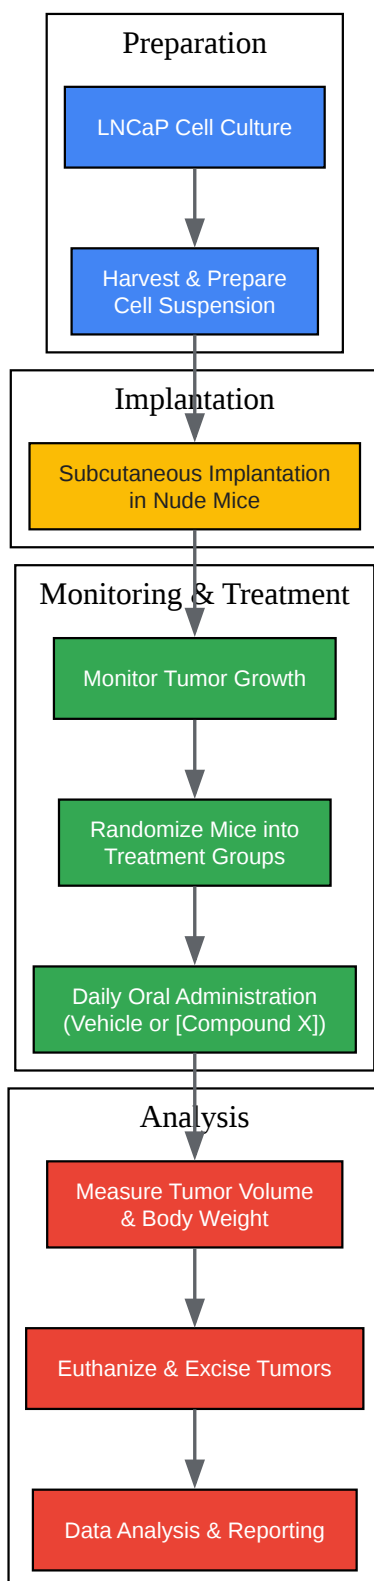 Preparation
LNCaP Cell Culture
Harvest & Prepare
Cell Suspension
Implantation
Subcutaneous Implantation
in Nude Mice
Monitoring & Treatment
Monitor Tumor Growth
Randomize Mice into
Treatment Groups
Daily Oral Administration
(Vehicle or [Compound X])
Analysis
Measure Tumor Volume
& Body Weight
Euthanize & Excise Tumors
Data Analysis & Reporting